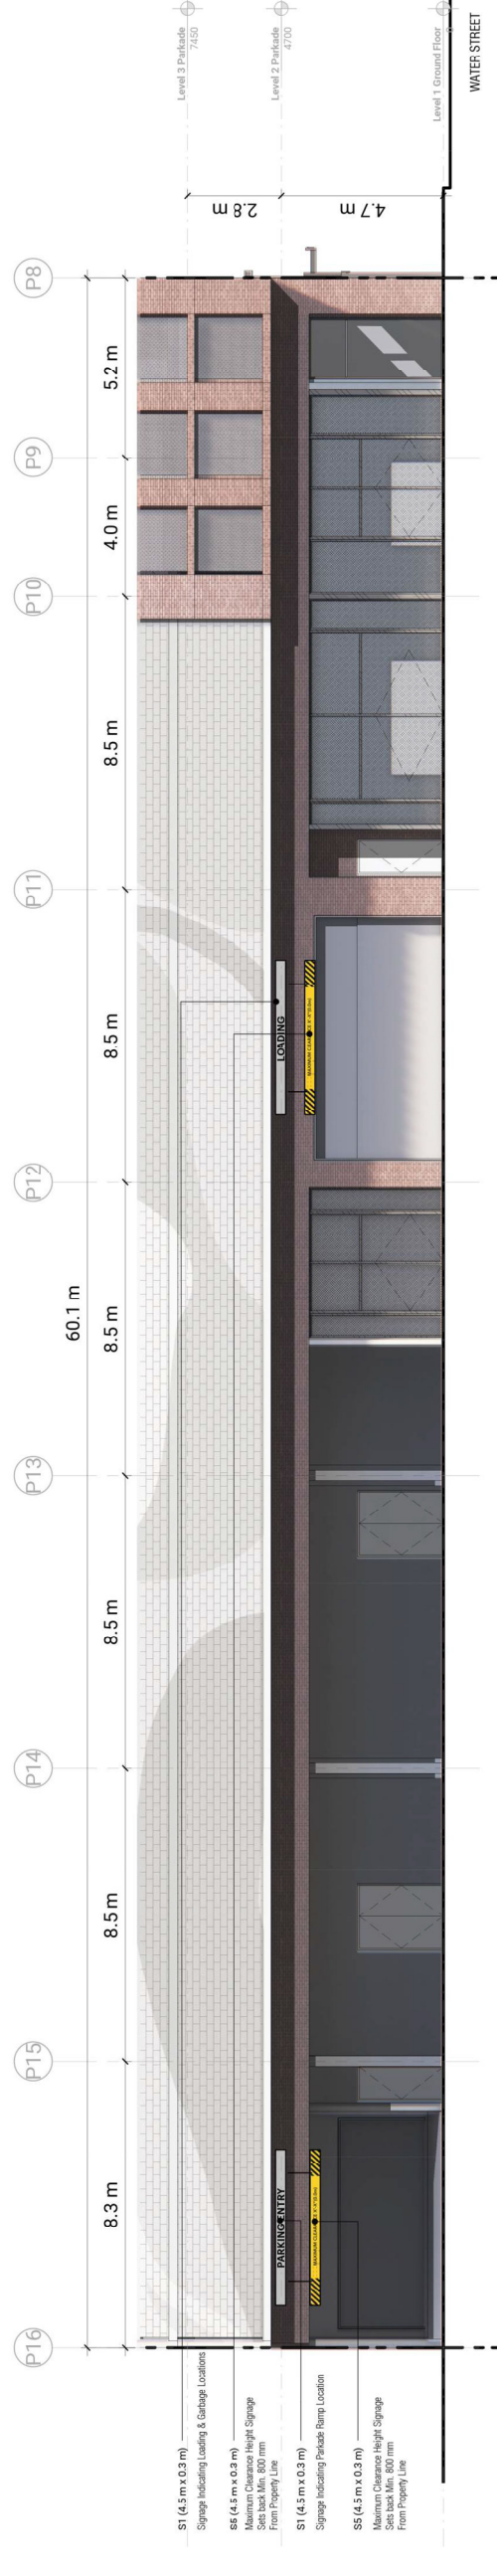 P16
P15
P14
P13
P12
P11
P10
P9
P8
60.1 m
8.3 m
8.5 m
8.5 m
8.5 m
8.5 m
8.5 m
4.0 m
5.2 m
Level 3 Parkade
7450
Level 2 Parkade
4700
Level 1 Ground Floor
0
2.8 m
4.7 m
WATER STREET
PARKING ENTRY
LOADING
S1 (4.5 m x 0.3 m)
Signage Indicating Loading & Garbage Locations
S5 (4.5 m x 0.3 m)
Maximum Clearance Height Signage
Sets back Min. 800 mm
From Property Line
S1 (4.5 m x 0.3 m)
Signage Indicating Parkade Ramp Location
S5 (4.5 m x 0.3 m)
Maximum Clearance Height Signage
Sets back Min. 800 mm
From Property Line